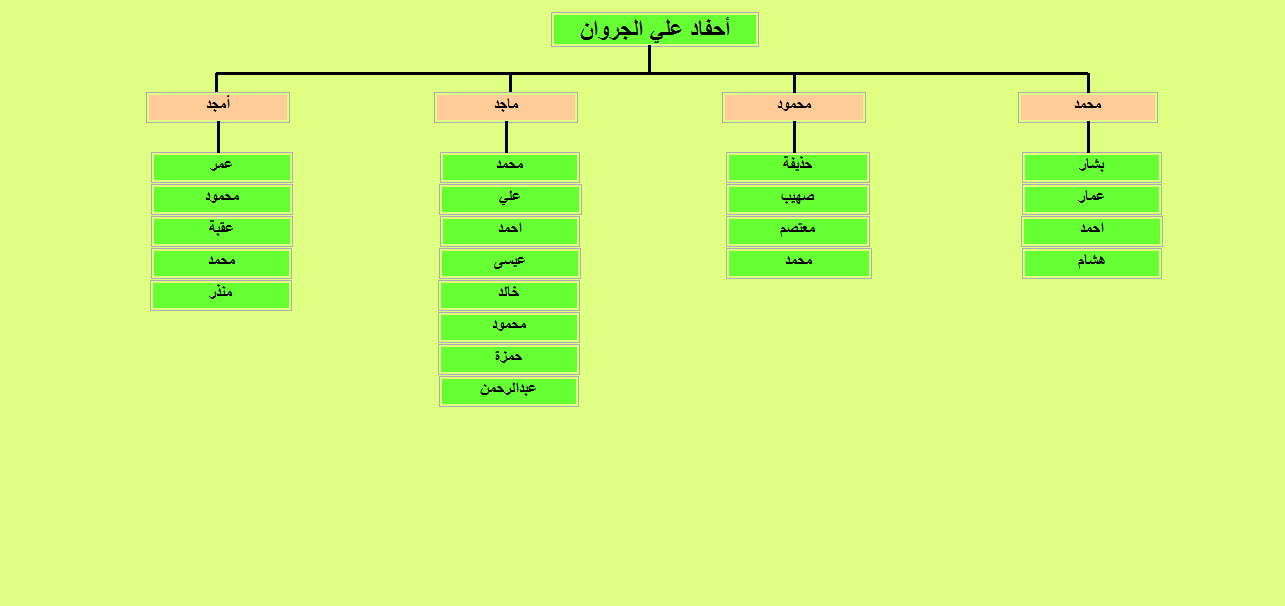 أحفاد علي الجروان
محمد
محمود
ماجد
أمجد
بشار
عمار
احمد
هشام
حذيفة
صهيب
معتصم
محمد
محمد
علي
احمد
عيسى
خالد
محمود
حمزة
عبدالرحمن
عمر
محمود
عقبة
محمد
منذر